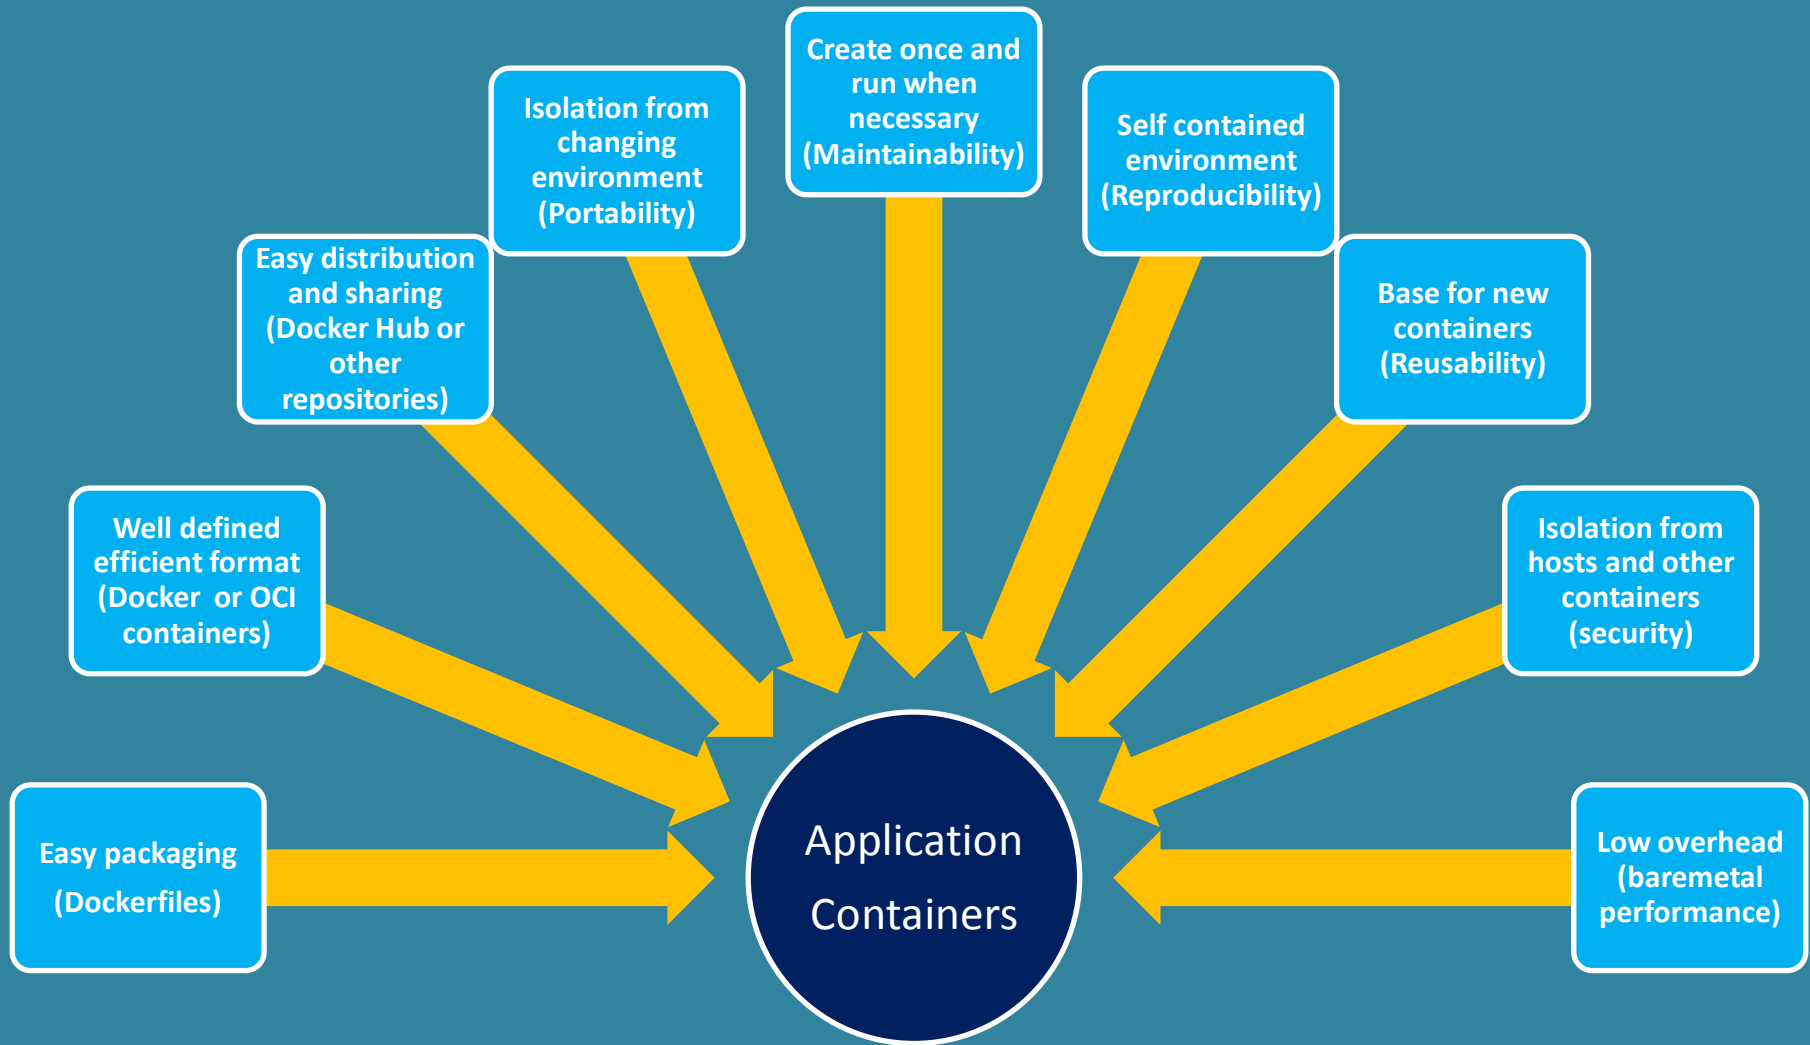 Create once and
run when
necessary
(Maintainability)
Isolation from
changing
environment
(Portability)
Self contained
environment
(Reproducibility)
Easy distribution
and sharing
(Docker Hub or
other
repositories)
Base for new
containers
(Reusability)
Well defined
efficient format
(Docker or OCI
containers)
Isolation from
hosts and other
containers
(security)
Easy packaging
(Dockerfiles)
Application
Containers
Low overhead
(baremetal
performance)